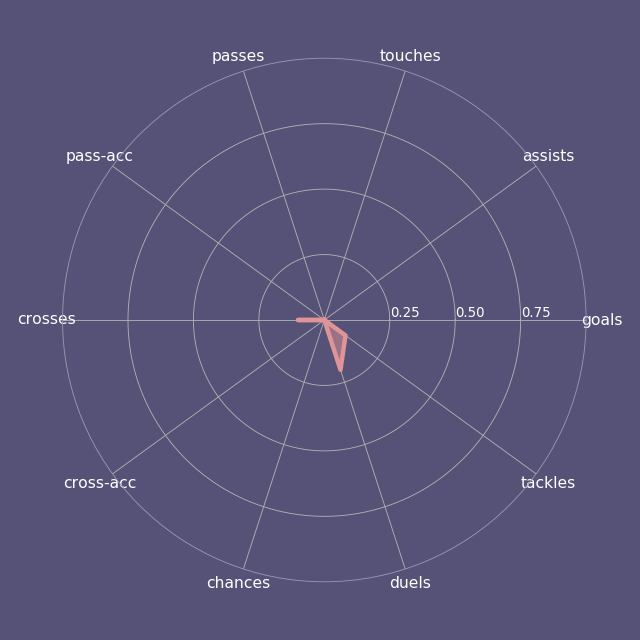 passes
touches
pass-acc
assists
0.25
0.50
0.75
crosses
goals
cross-acc
tackles
chances
duels